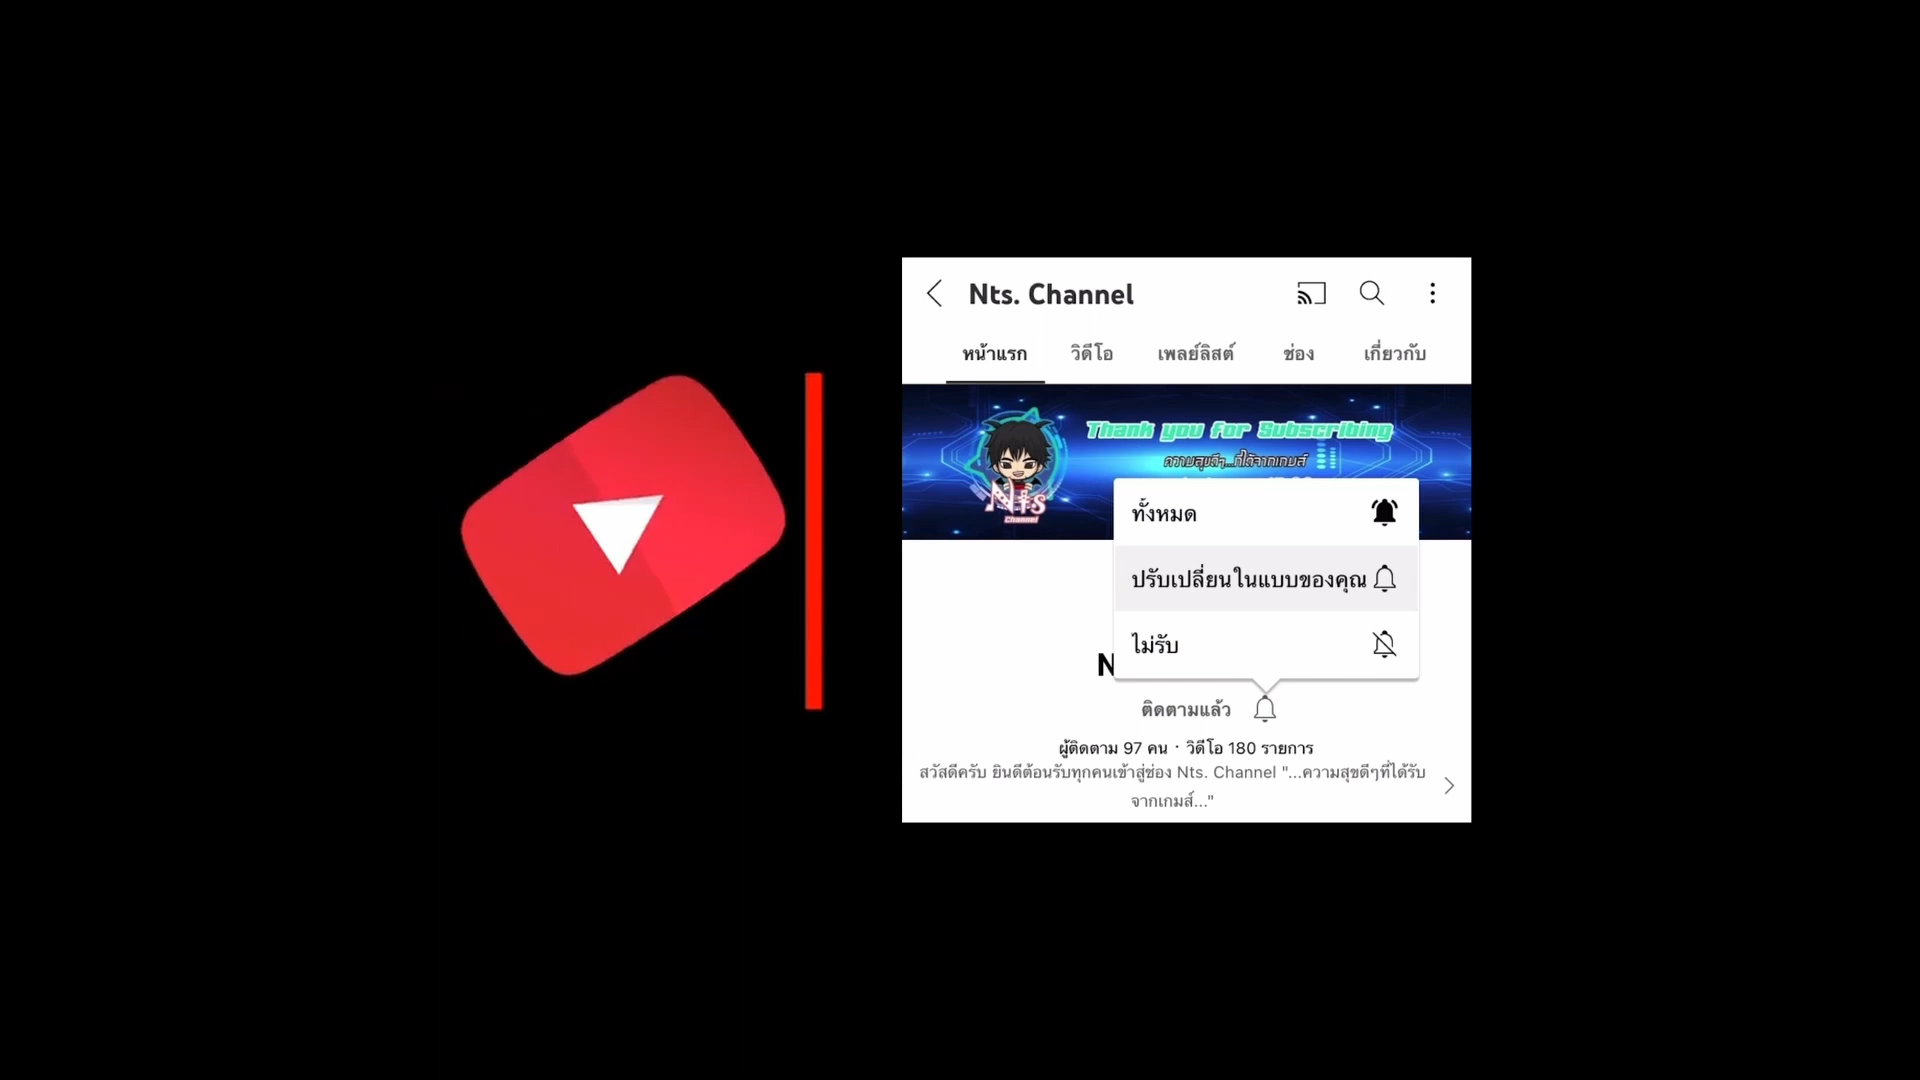 Nts. Channel
หน้าแรก วิดีโอ เพลย์ลิสต์ ช่อง เกี่ยวกับ
Thank you for Subscribing
ความสุขดีๆ...ที่ได้จากเกมส์
Nts
Channel
ทั้งหมด
ปรับเปลี่ยนในแบบของคุณ
ไม่รับ
N
ติดตามแล้ว
ผู้ติดตาม 97 คน · วิดีโอ 180 รายการ
สวัสดีครับ ยินดีต้อนรับทุกคนเข้าสู่ช่อง Nts. Channel "...ความสุขดีๆที่ได้รับ
จากเกมส์..."